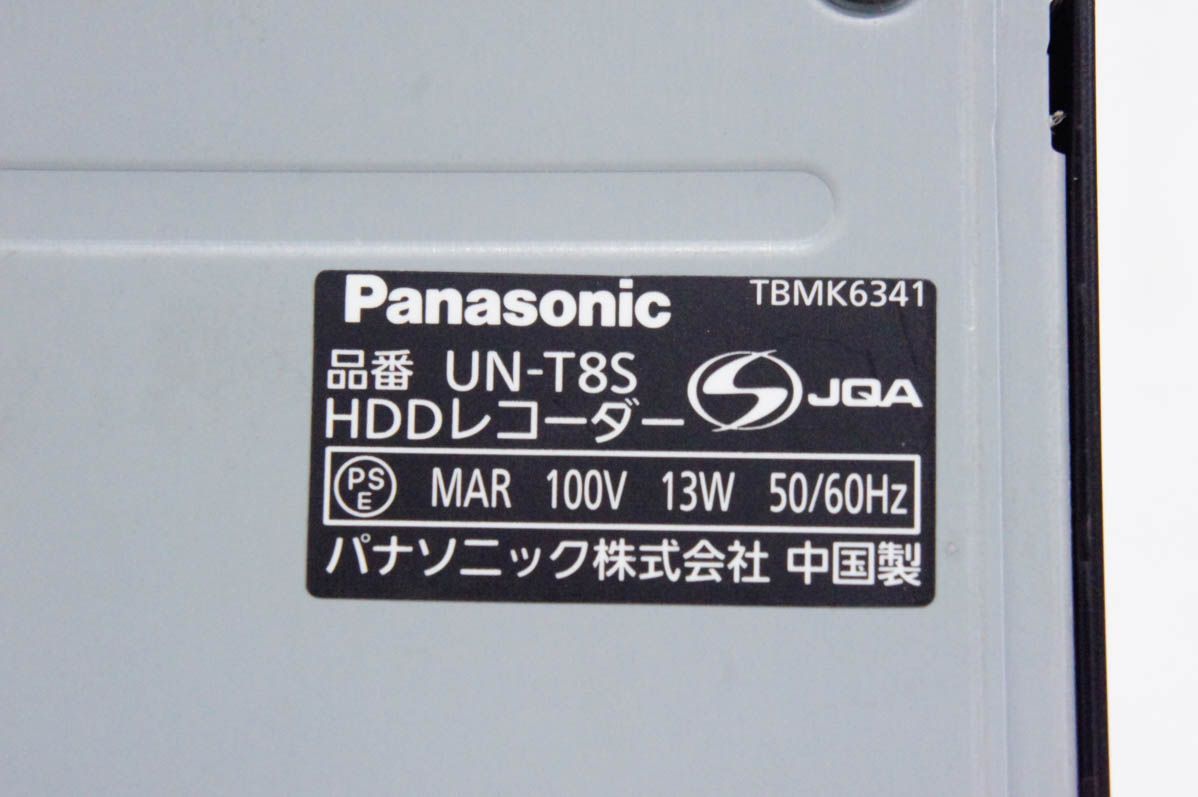 Panasonic TBMK6341
品番 UN-T8S
S JQA
HDDレコーダー
PSE MAR 100V 13W 50/60Hz
パナソニック株式会社 中国製